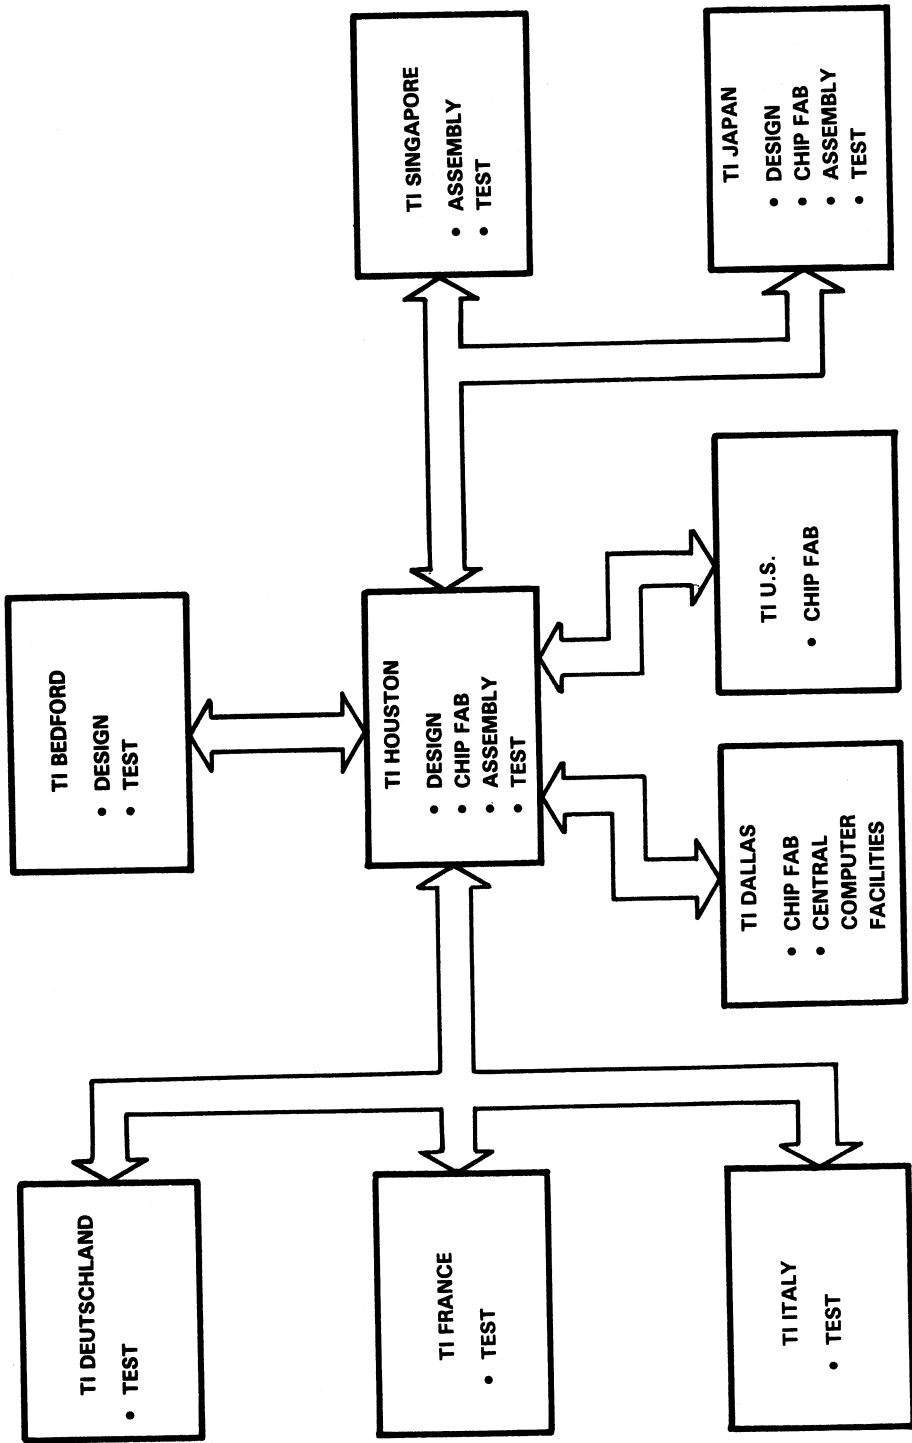 TI DEUTSCHLAND
• TEST
TI FRANCE
• TEST
TI ITALY
• TEST
TI BEDFORD
• DESIGN
• TEST
TI HOUSTON
• DESIGN
• CHIP FAB
• ASSEMBLY
• TEST
TI DALLAS
• CHIP FAB
• CENTRAL
COMPUTER
FACILITIES
TI U.S.
• CHIP FAB
TI SINGAPORE
• ASSEMBLY
• TEST
TI JAPAN
• DESIGN
• CHIP FAB
• ASSEMBLY
• TEST